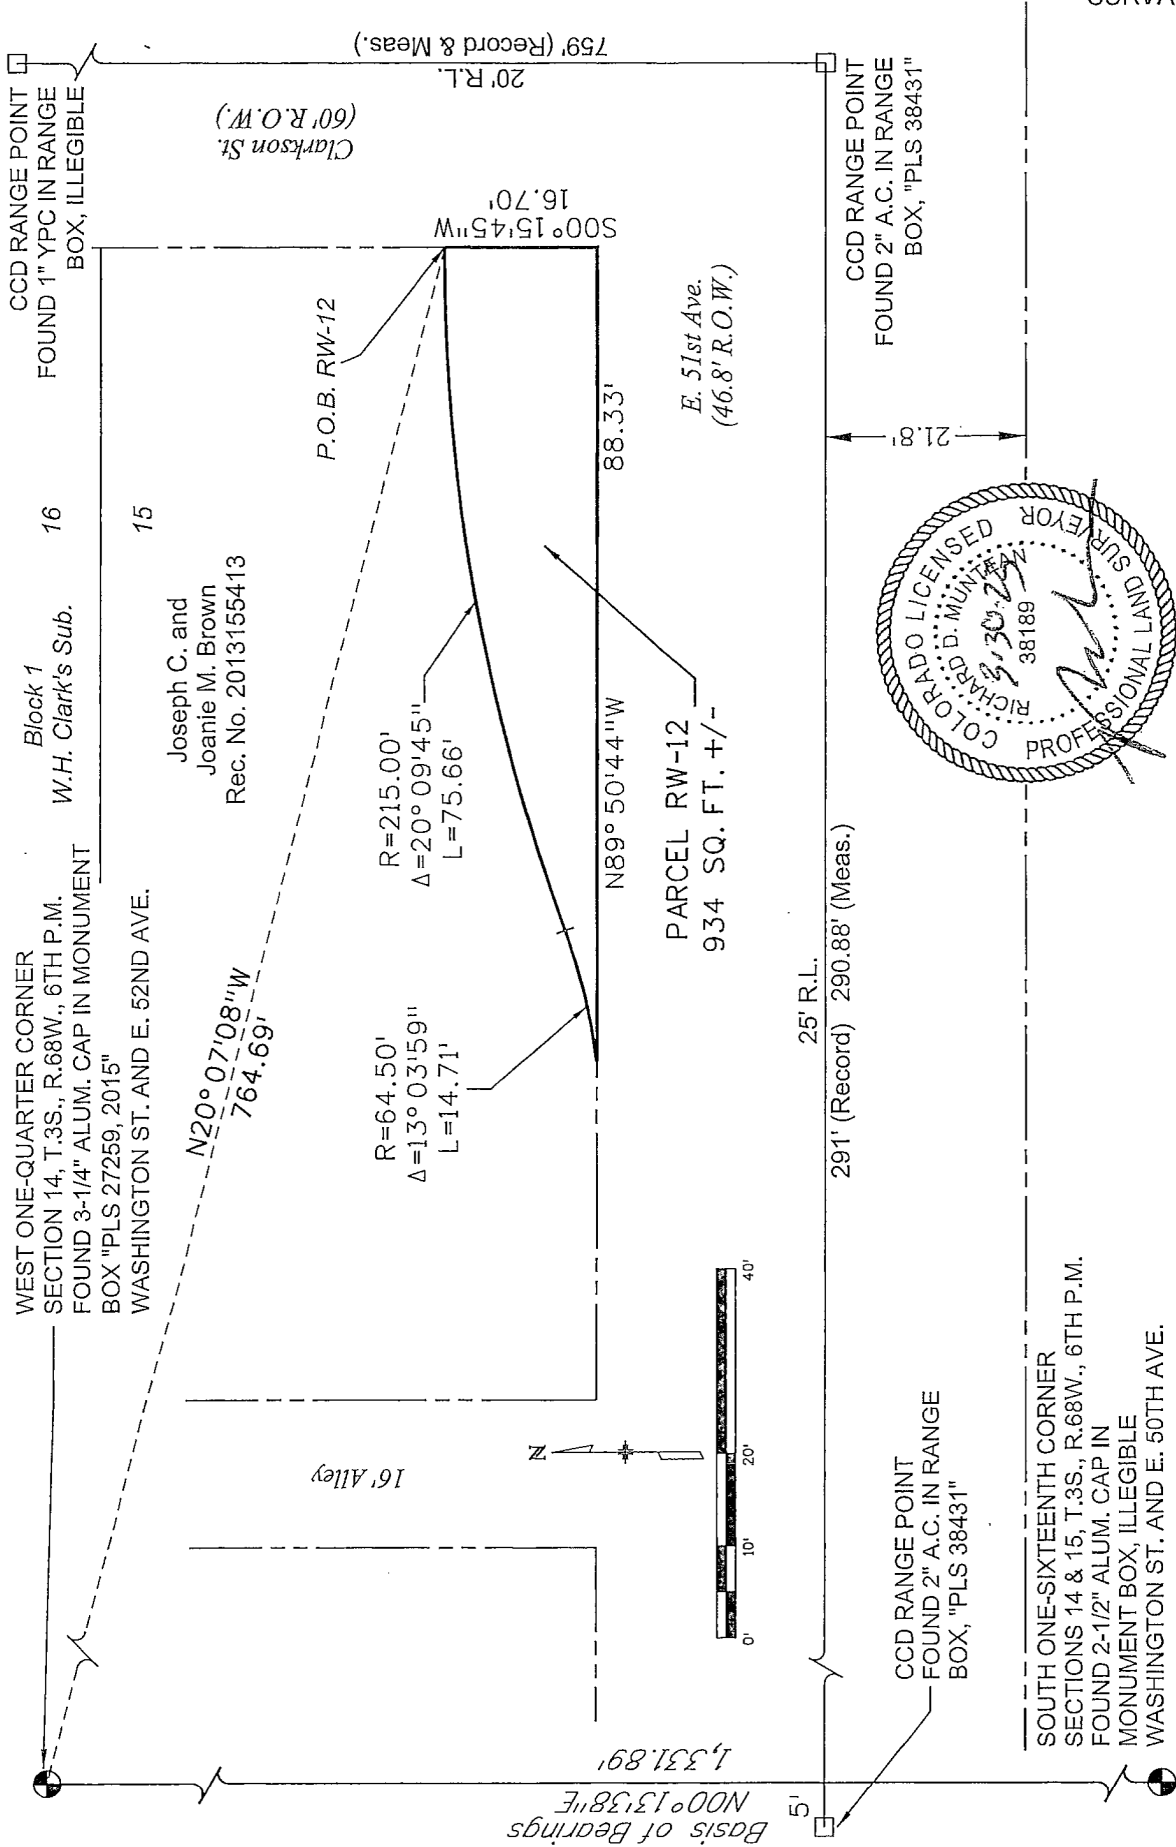 WEST ONE-QUARTER CORNER
SECTION 14, T.3S., R.68W., 6TH P.M.
FOUND 3-1/4" ALUM. CAP IN MONUMENT
BOX "PLS 27259, 2015"
WASHINGTON ST. AND E. 52ND AVE.
Block 1
W.H. Clark's Sub.
16
15
CCD RANGE POINT
FOUND 1" YPC IN RANGE
BOX, ILLEGIBLE
759' (Record & Meas.)
20' R.L.
Clarkson St.
(60' R.O.W.)
Joseph C. and
Joanie M. Brown
Rec. No. 2013155413
N20°07'08"W
764.69'
P.O.B. RW-12
S00°15'45"W
16.70'
R=215.00'
Δ=20°09'45"
L=75.66'
R=64.50'
Δ=13°03'59"
L=14.71'
N89°50'44"W
88.33'
PARCEL RW-12
934 SQ. FT. +/-
E. 51st Ave.
(46.8' R.O.W.)
16' Alley
N
0'
10'
20'
40'
25' R.L.
291' (Record) 290.88' (Meas.)
CCD RANGE POINT
FOUND 2" A.C. IN RANGE
BOX, "PLS 38431"
21.8'
COLORADO LICENSED
PROFESSIONAL LAND SURVEYOR
RICHARD D. MUNTEAN
38189
Basis of Bearings
N00°13'38"E
1,331.89'
5'
CCD RANGE POINT
FOUND 2" A.C. IN RANGE
BOX, "PLS 38431"
SOUTH ONE-SIXTEENTH CORNER
SECTIONS 14 & 15, T.3S., R.68W., 6TH P.M.
FOUND 2-1/2" ALUM. CAP IN
MONUMENT BOX, ILLEGIBLE
WASHINGTON ST. AND E. 50TH AVE.